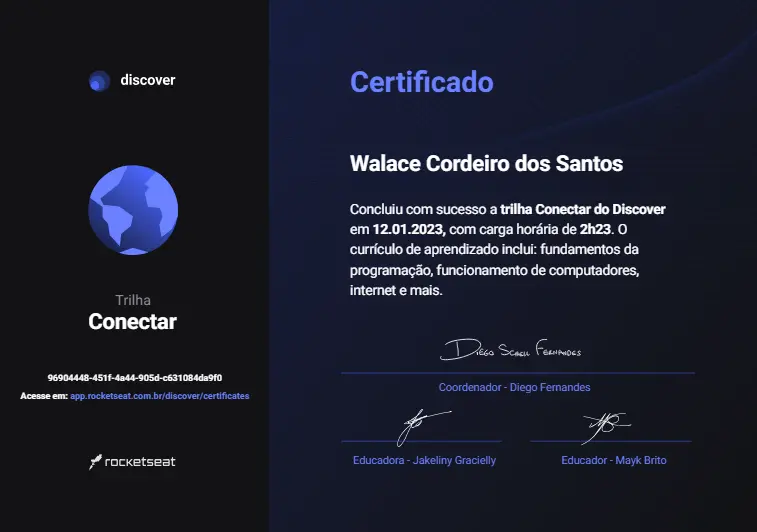 discover
Trilha
Conectar
96904448-451f-4a44-905d-c631084da9f0
Acesse em: app.rocketseat.com.br/discover/certificates
rocketseat
Certificado
Walace Cordeiro dos Santos
Concluiu com sucesso a trilha Conectar do Discover
em 12.01.2023, com carga horária de 2h23. O
currículo de aprendizado inclui: fundamentos da
programação, funcionamento de computadores,
internet e mais.
Diego Schell Fernandes
Coordenador - Diego Fernandes
Educadora - Jakeliny Gracielly
Educador - Mayk Brito